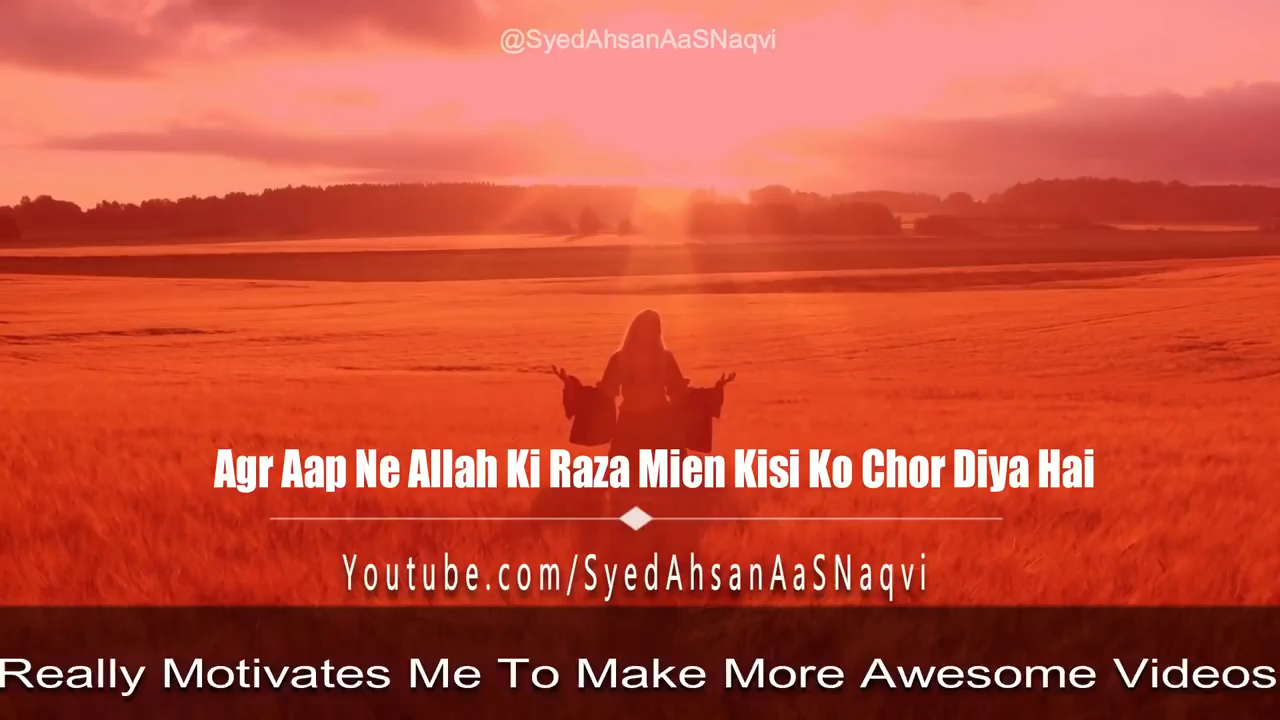 @SyedAhsanAaSNaqvi
Agr Aap Ne Allah Ki Raza Mien Kisi Ko Chor Diya Hai
Youtube.com/SyedAhsanAaSNaqvi
Really Motivates Me To Make More Awesome Videos